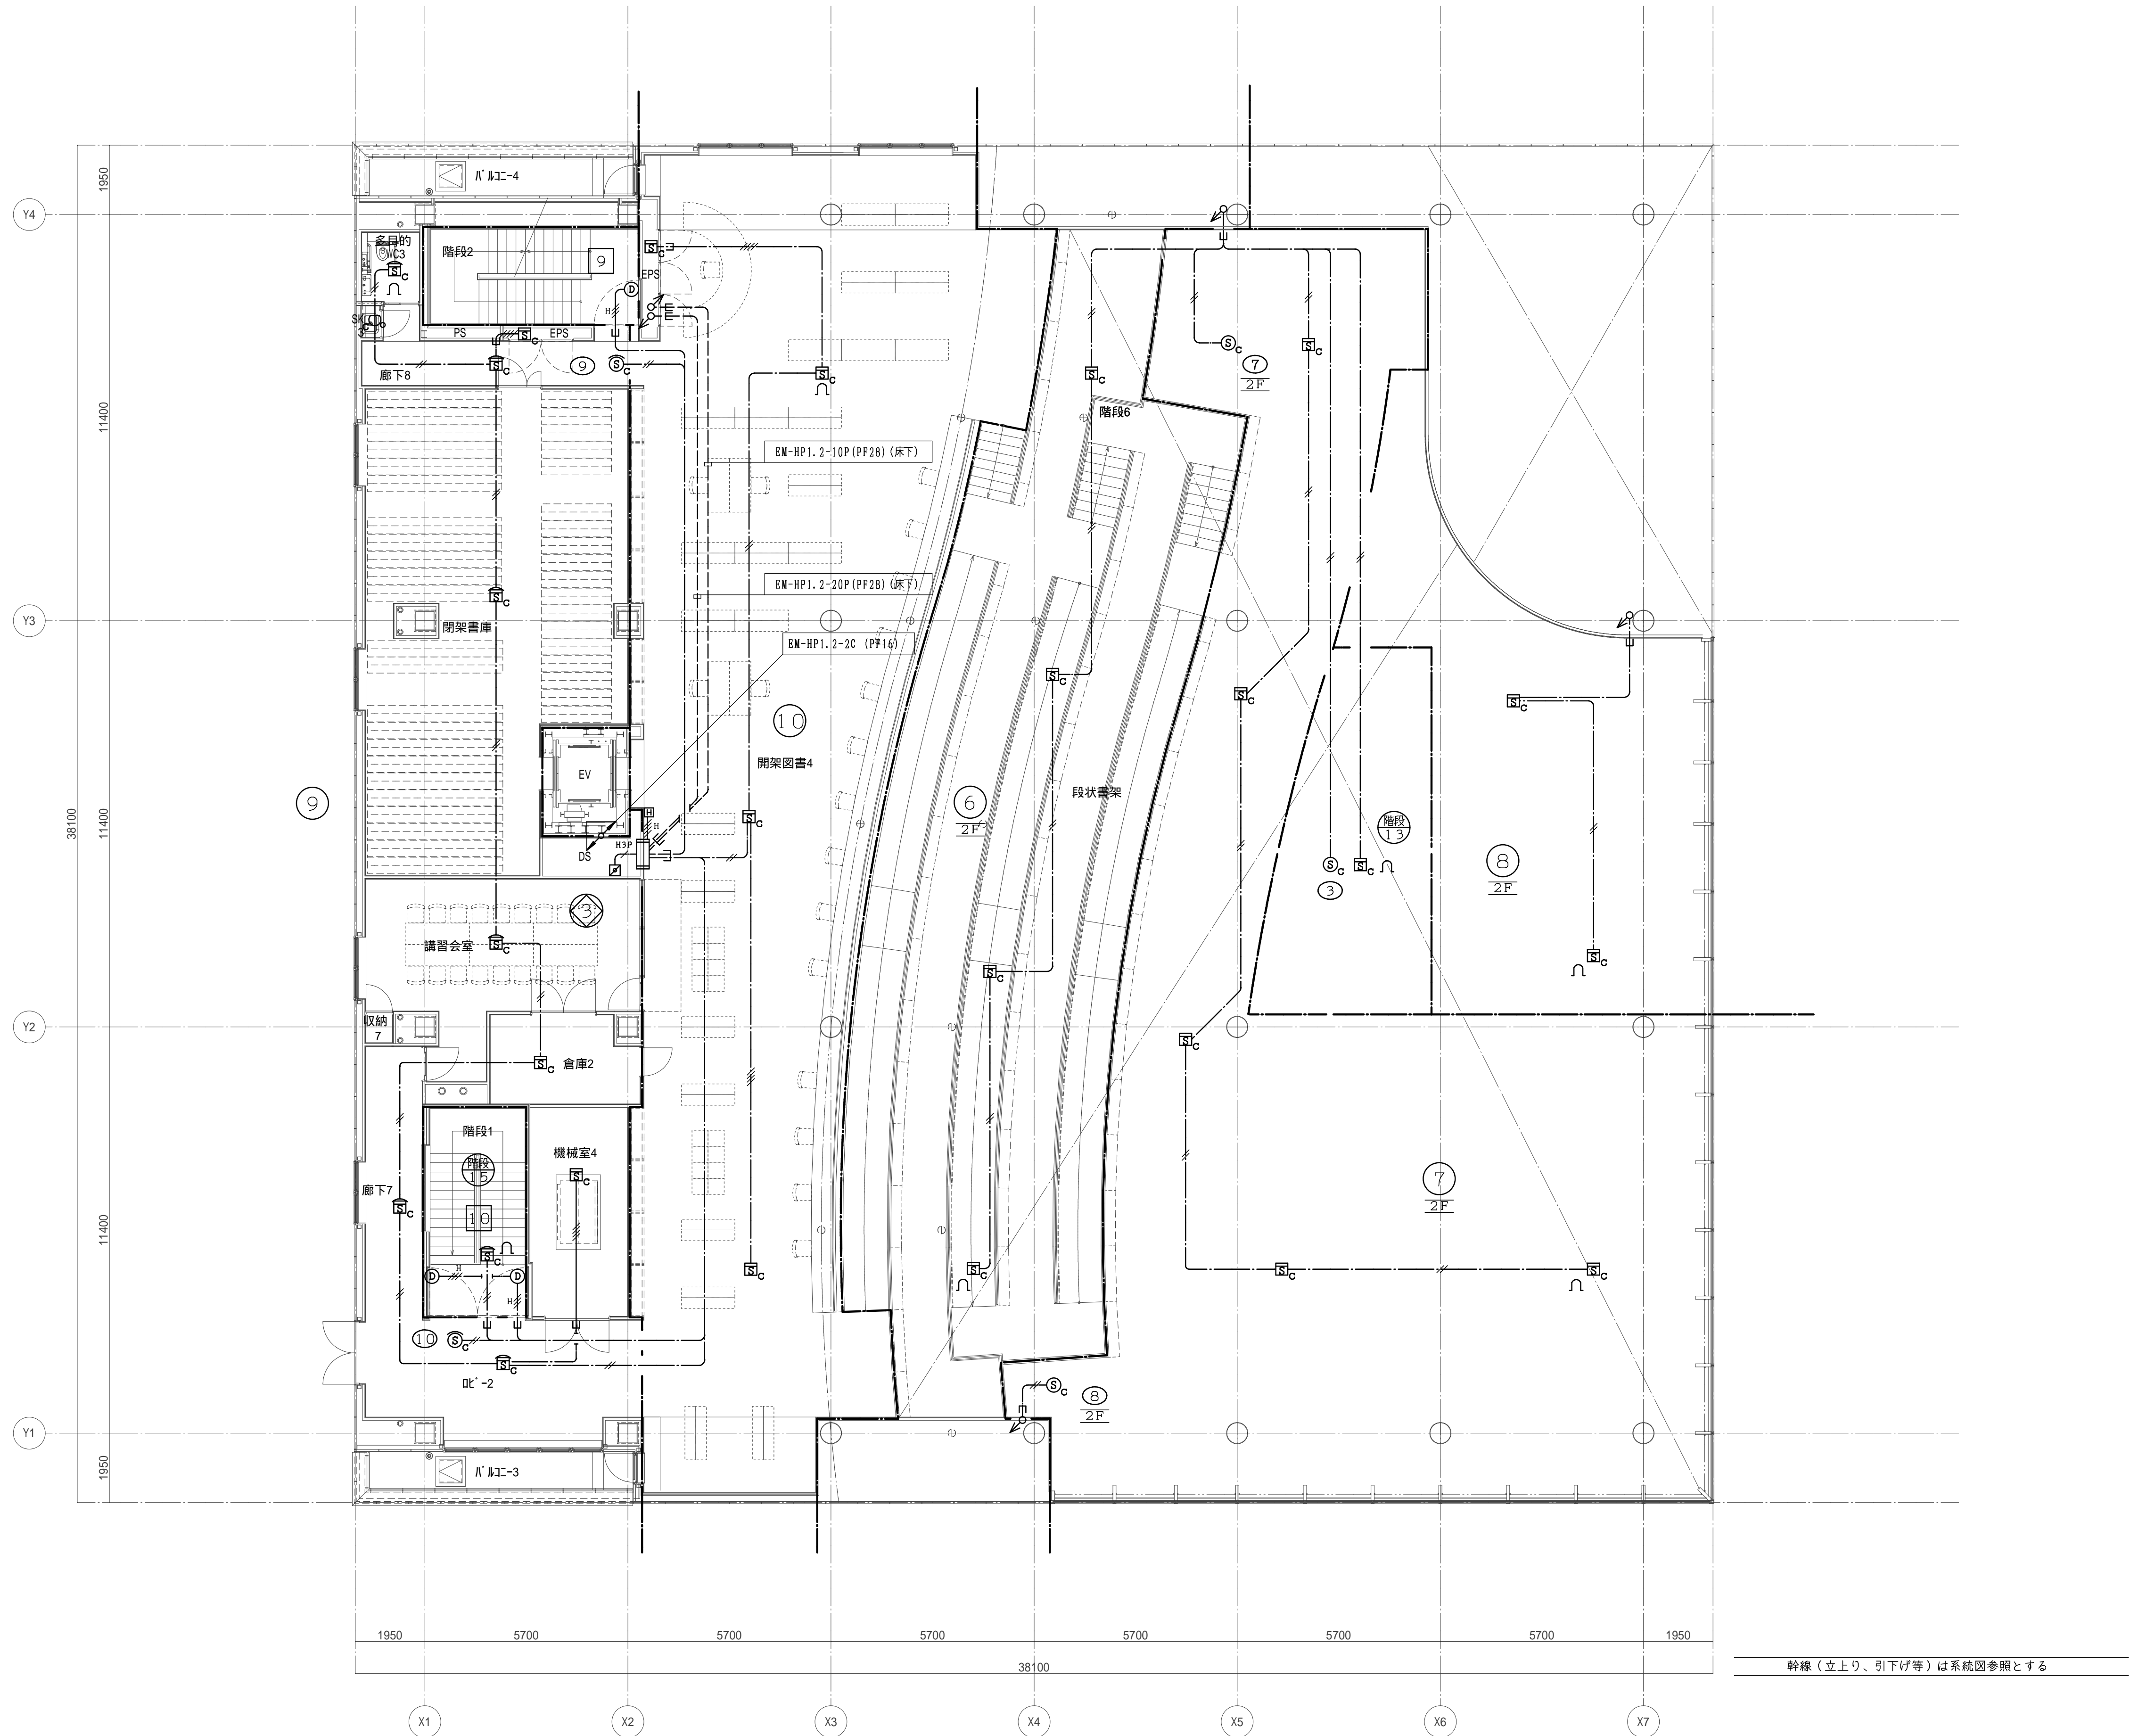 バルコニー4
1950
Y4
多目的
WC3
階段2
9
S
C
EPS
D
H
SK
3
PS
EPS
S
C
廊下8
9
S
C
7
2F
階段6
11400
EM-HP1.2-10P(PF28)(床下)
EM-HP1.2-20P(PF28)(床下)
Y3
閉架書庫
EM-HP1.2-2C (PF16)
10
開架図書4
EV
9
6
2F
段状書架
階段
13
8
2F
38100
11400
H
H
H3P
DS
S
C
3
3
講習会室
収納
7
Y2
倉庫2
階段1
階段
15
機械室4
廊下7
10
7
2F
11400
H
D
D
H
10
S
C
ロビー2
8
2F
Y1
1950
バルコニー3
1950
5700
5700
5700
5700
5700
5700
1950
38100
幹線（立上り、引下げ等）は系統図参照とする
X1
X2
X3
X4
X5
X6
X7